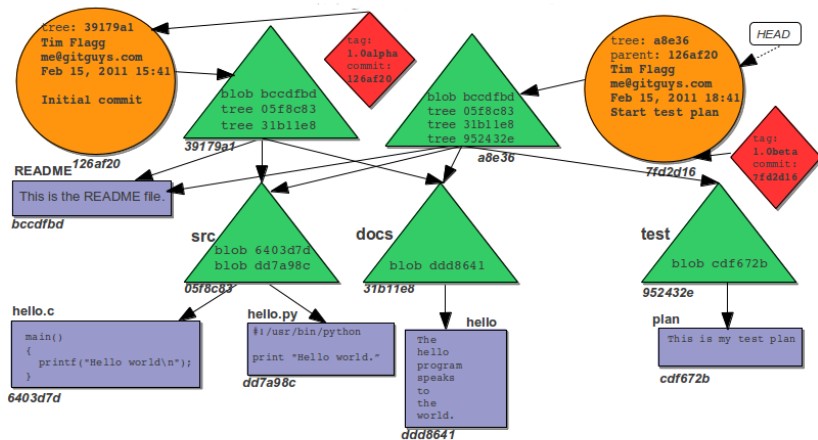 tree: 39179a1
Tim Flagg
me@gitguys.com
Feb 15, 2011 15:41
Initial commit
126af20
tag:
1.0alpha
commit:
126af20
blob bccdfbd
tree 05f8c83
tree 31b11e8
39179a1
blob bccdfbd
tree 05f8c83
tree 31b11e8
tree 952432e
a8e36
tree: a8e36
parent: 126af20
Tim Flagg
me@gitguys.com
Feb 15, 2011 18:41
Start test plan
7fd2d16
HEAD
tag:
1.0beta
commit:
7fd2d16
README
This is the README file.
bccdfbd
src
blob 6403d7d
blob dd7a98c
05f8c83
docs
blob ddd8641
31b11e8
test
blob cdf672b
952432e
hello.c
main()
{
printf("Hello world\n");
}
6403d7d
hello.py
#:/usr/bin/python
print "Hello world."
dd7a98c
hello
The
hello
program
speaks
to
the
world.
ddd8641
plan
This is my test plan
cdf672b